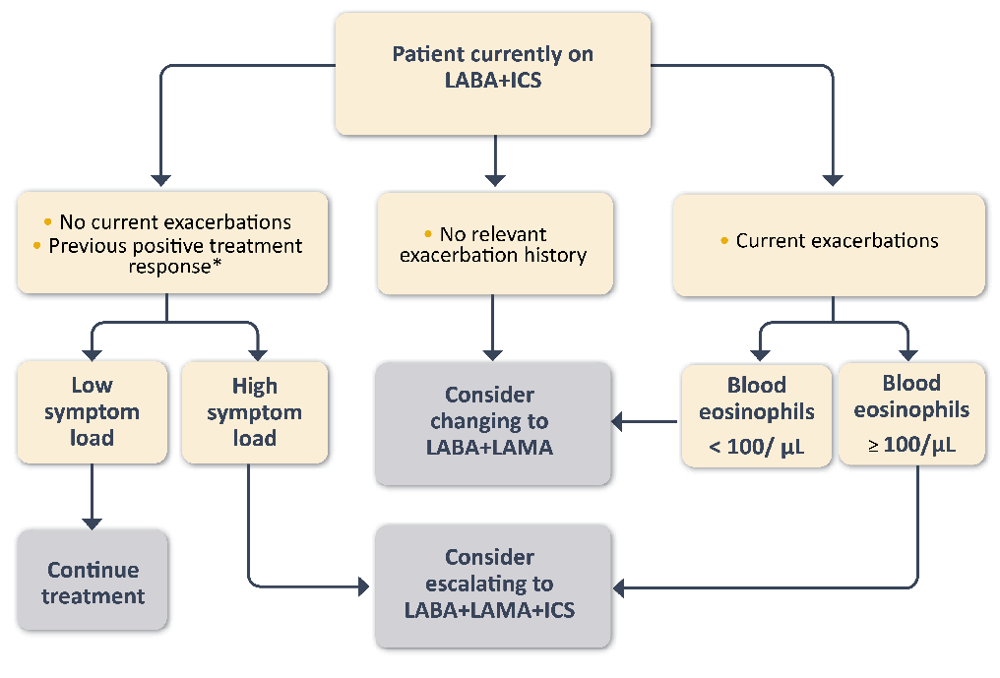 Patient currently on
LABA+ICS
• No current exacerbations
• Previous positive treatment
response*
• No relevant
exacerbation history
• Current exacerbations
Low
symptom
load
High
symptom
load
Consider
changing to
LABA+LAMA
Blood
eosinophils
< 100/ µL
Blood
eosinophils
≥ 100/µL
Continue
treatment
Consider
escalating to
LABA+LAMA+ICS